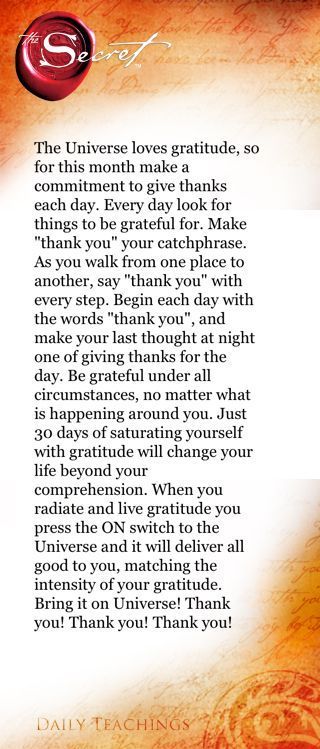 the Secret™
The Universe loves gratitude, so
for this month make a
commitment to give thanks
each day. Every day look for
things to be grateful for. Make
"thank you" your catchphrase.
As you walk from one place to
another, say "thank you" with
every step. Begin each day with
the words "thank you", and
make your last thought at night
one of giving thanks for the
day. Be grateful under all
circumstances, no matter what
is happening around you. Just
30 days of saturating yourself
with gratitude will change your
life beyond your
comprehension. When you
radiate and live gratitude you
press the ON switch to the
Universe and it will deliver all
good to you, matching the
intensity of your gratitude.
Bring it on Universe! Thank
you! Thank you! Thank you!
DAILY TEACHINGS